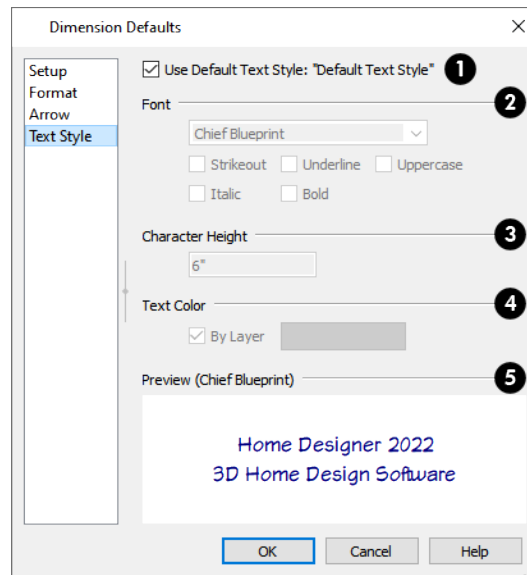 Dimension Defaults
Setup
Format
Arrow
Text Style
Use Default Text Style: "Default Text Style" 1
Font 2
Chief Blueprint
Strikeout Underline Uppercase
Italic Bold
Character Height 3
6"
Text Color 4
By Layer
Preview (Chief Blueprint) 5
Home Designer 2022
3D Home Design Software
OK Cancel Help